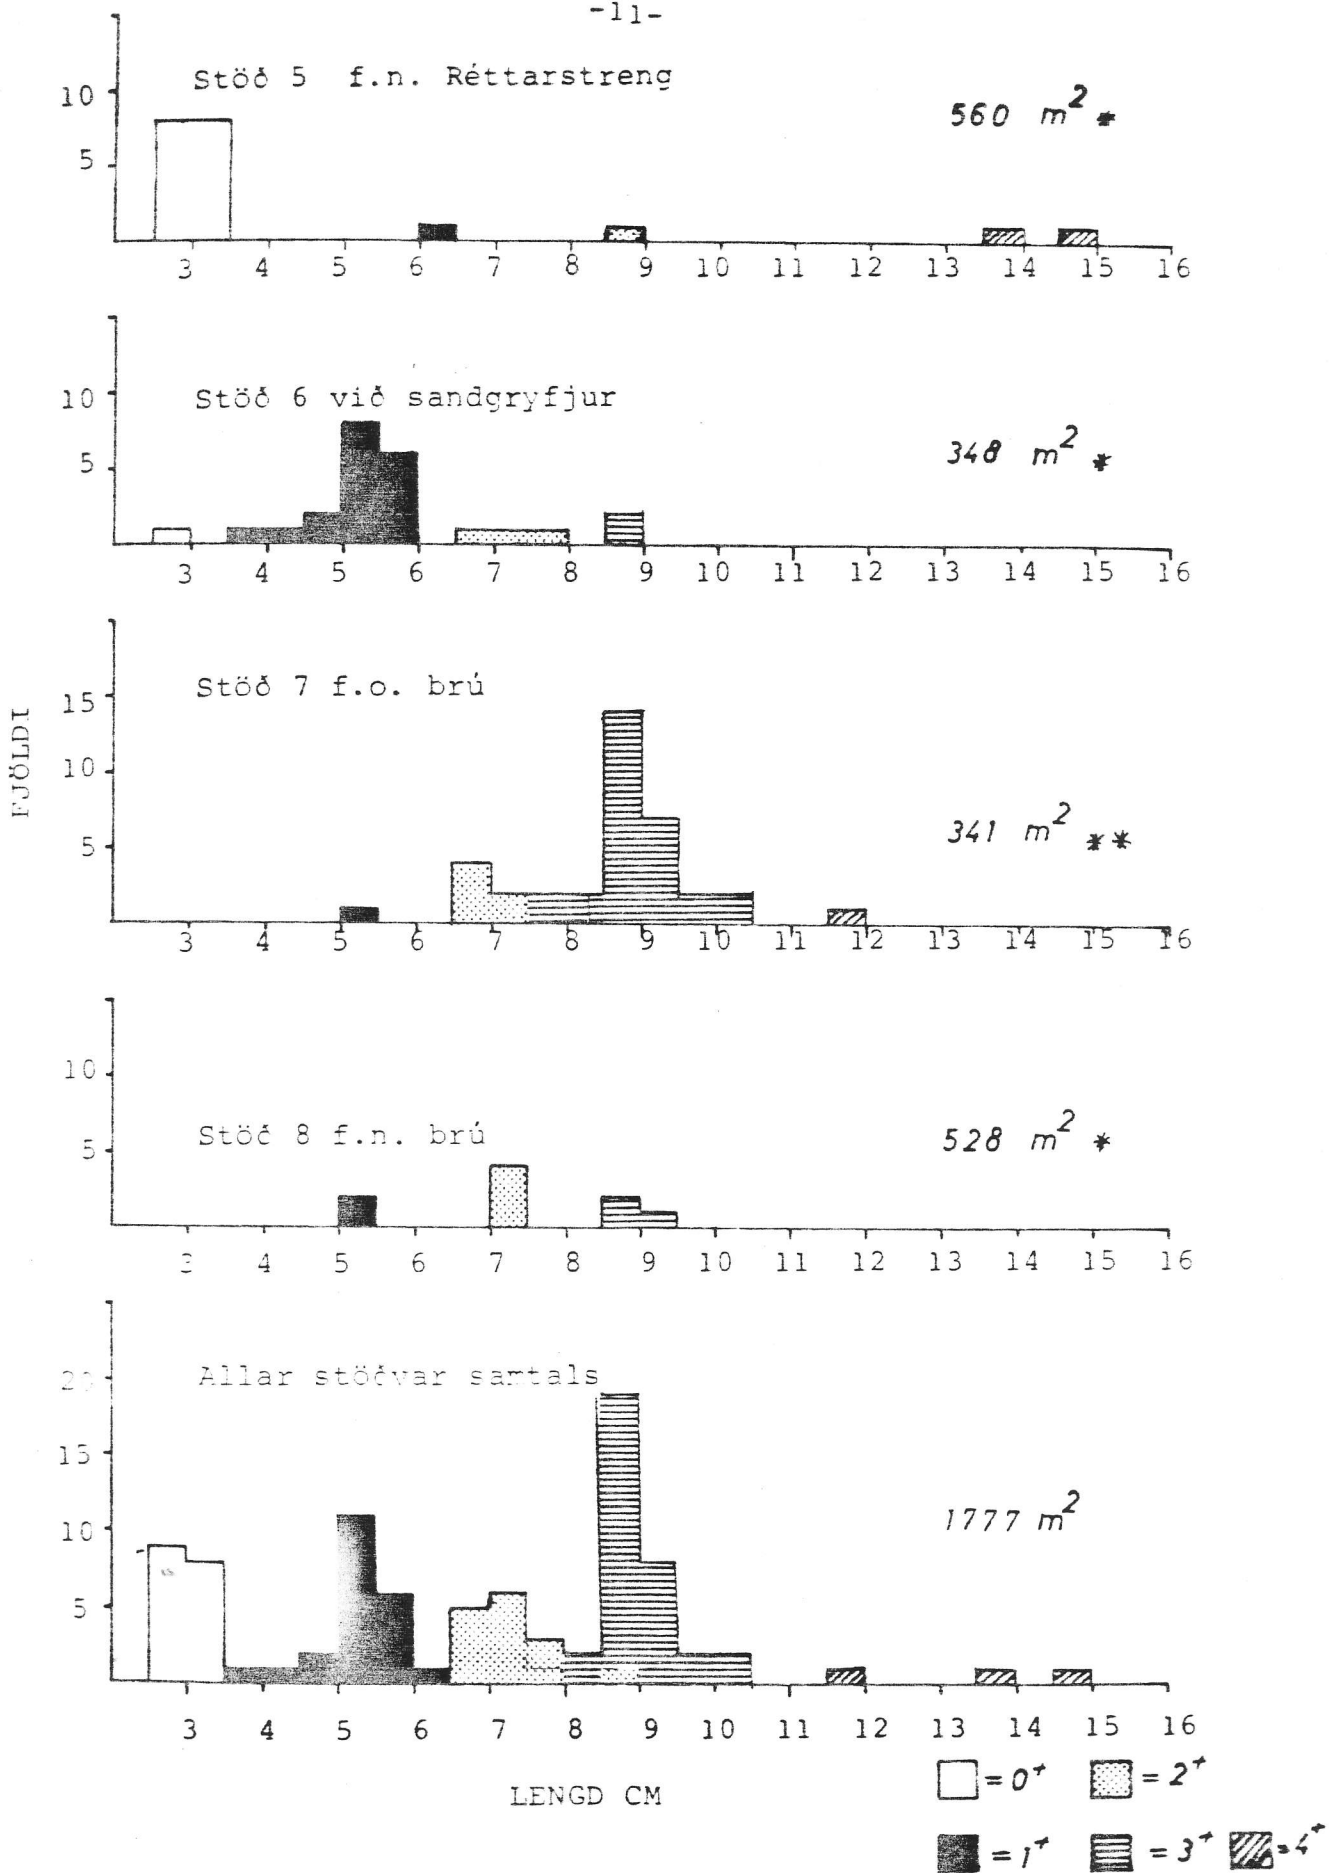 -11-
Stöð 5 f.n. Réttarstreng
560 m² *
10
5
3 4 5 6 7 8 9 10 11 12 13 14 15 16
Stöð 6 við sandgryfjur
348 m² *
10
5
3 4 5 6 7 8 9 10 11 12 13 14 15 16
Stöð 7 f.o. brú
341 m² **
15
10
5
3 4 5 6 7 8 9 10 11 12 13 14 15 16
FJÖLDI
Stöð 8 f.n. brú
528 m² *
10
5
3 4 5 6 7 8 9 10 11 12 13 14 15 16
Allar stöðvar samtals
1777 m²
20
15
10
5
3 4 5 6 7 8 9 10 11 12 13 14 15 16
LENGD CM
= 0⁺ = 2⁺
= 1⁺ = 3⁺ = 4⁺